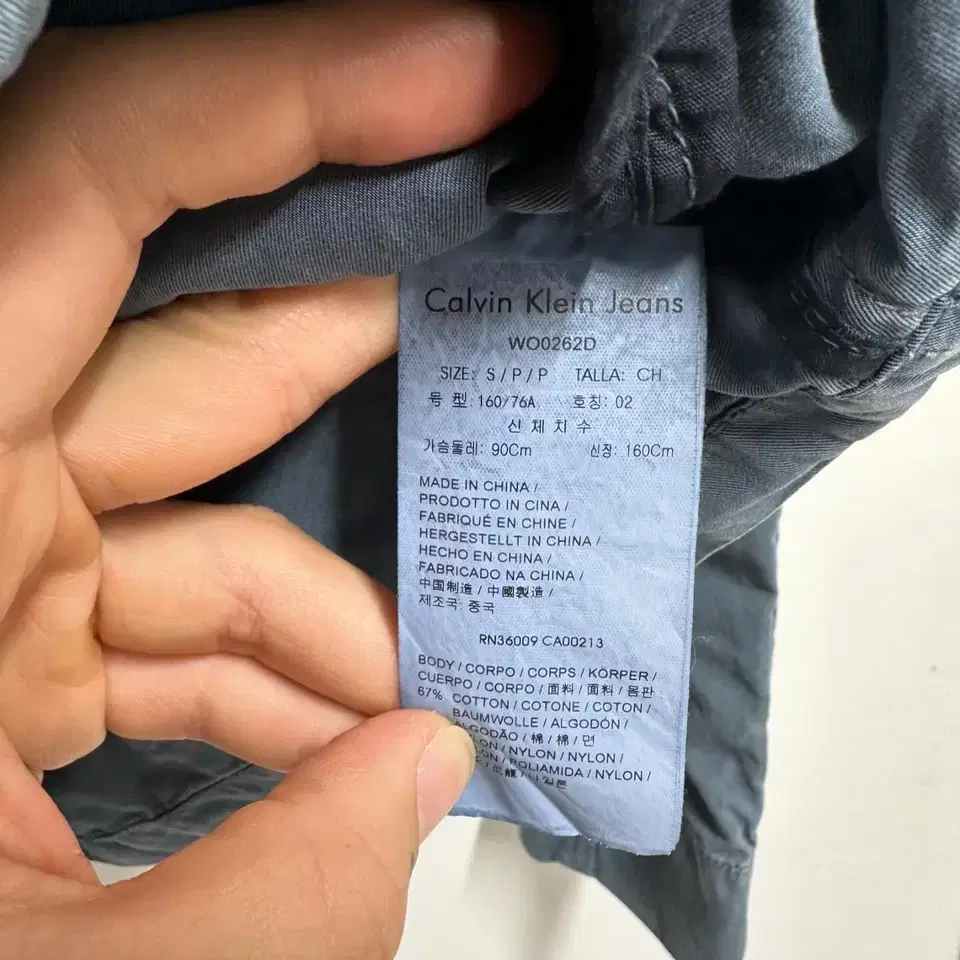 Calvin Klein Jeans
WO0262D
SIZE: S / P / P TALLA: CH
号 型 160/76A 호칭: 02
신 체 치 수
가슴둘레: 90Cm 신장: 160Cm
MADE IN CHINA /
PRODOTTO IN CINA /
FABRIQUÉ EN CHINE /
HERGESTELLT IN CHINA /
HECHO EN CHINA /
FABRICADO NA CHINA /
中国制造 / 中國製造 /
제조국: 중국
RN36009 CA00213
BODY / CORPO / CORPS / KÖRPER /
CUERPO / CORPO / 面料 / 面料 / 몸판
67% COTTON / COTONE / COTON /
BAUMWOLLE / ALGODÓN /
ALGODÃO / 棉 / 棉 / 면
/ NYLON / NYLON /
/ POLIAMIDA / NYLON /